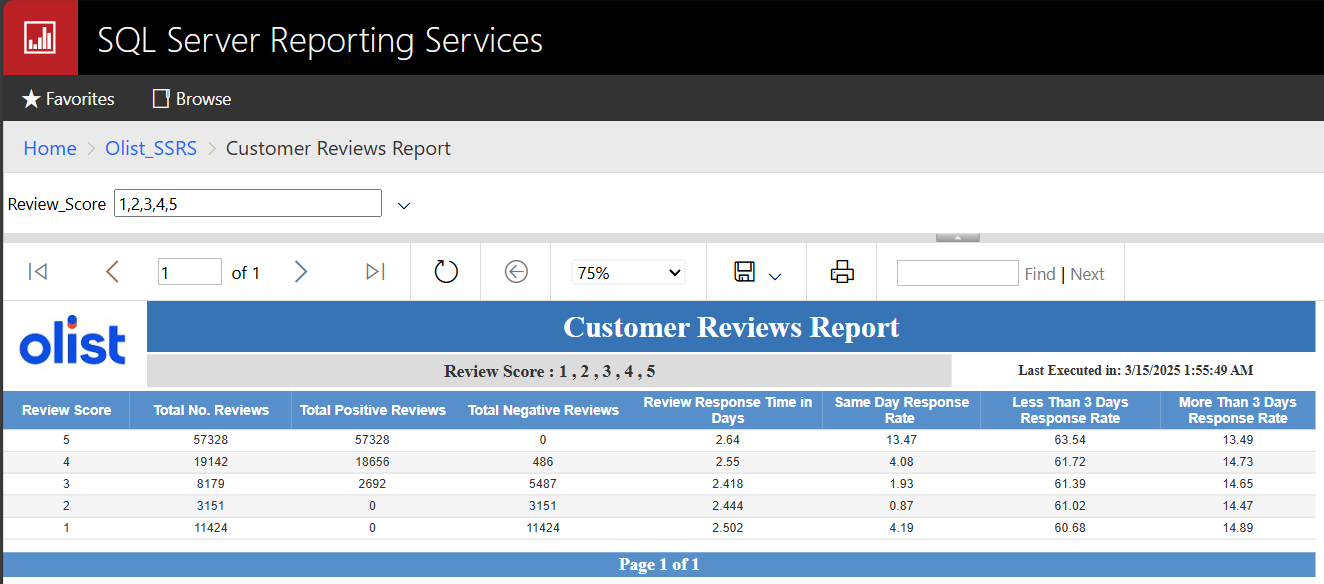 SQL Server Reporting Services
Favorites Browse
Home > Olist_SSRS > Customer Reviews Report
Review_Score 1,2,3,4,5
1 of 1 75% Find | Next
olist
Customer Reviews Report
Review Score : 1 , 2 , 3 , 4 , 5
Last Executed in: 3/15/2025 1:55:49 AM
Review Score Total No. Reviews Total Positive Reviews Total Negative Reviews Review Response Time in Days Same Day Response Rate Less Than 3 Days Response Rate More Than 3 Days Response Rate
5 57328 57328 0 2.64 13.47 63.54 13.49
4 19142 18656 486 2.55 4.08 61.72 14.73
3 8179 2692 5487 2.418 1.93 61.39 14.65
2 3151 0 3151 2.444 0.87 61.02 14.47
1 11424 0 11424 2.502 4.19 60.68 14.89
Page 1 of 1